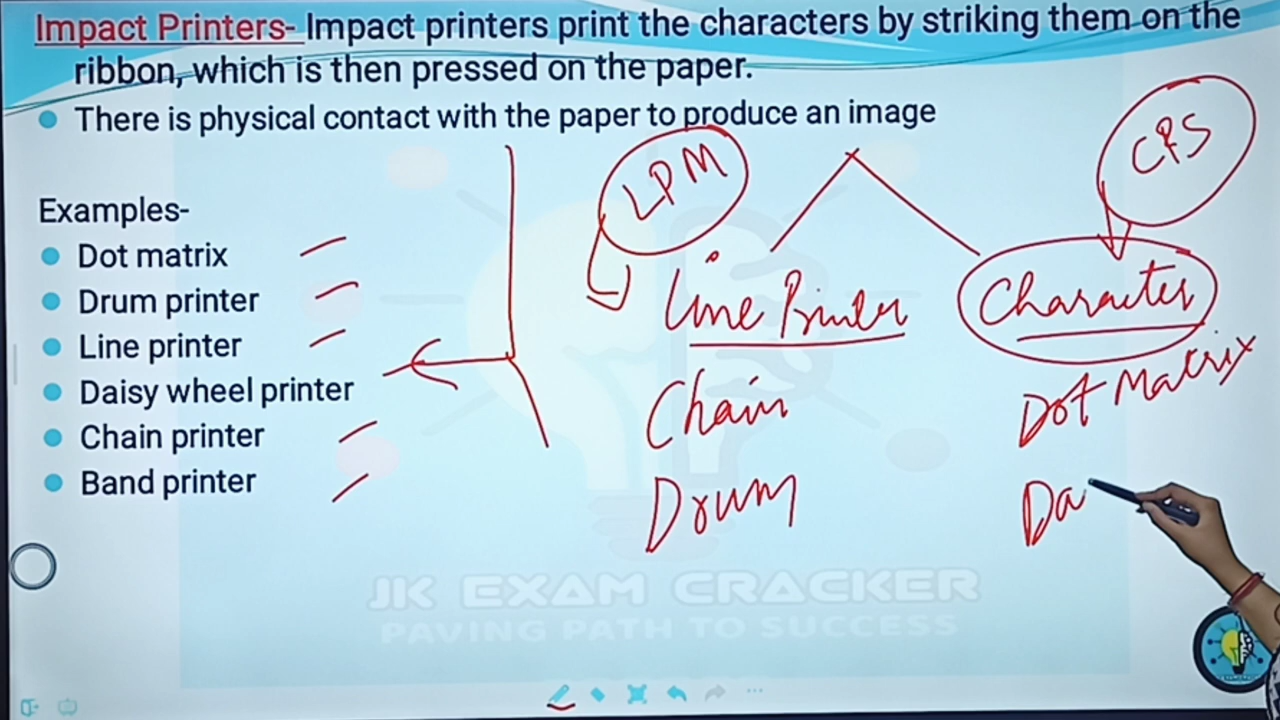 Impact Printers- Impact printers print the characters by striking them on the
ribbon, which is then pressed on the paper.
There is physical contact with the paper to produce an image
Examples-
Dot matrix
Drum printer
Line printer
Daisy wheel printer
Chain printer
Band printer
LPM
CPS
Line Printer
Character
Chain
Dot Matrix
Drum
Da
JK EXAM CRACKER
PAVING PATH TO SUCCESS